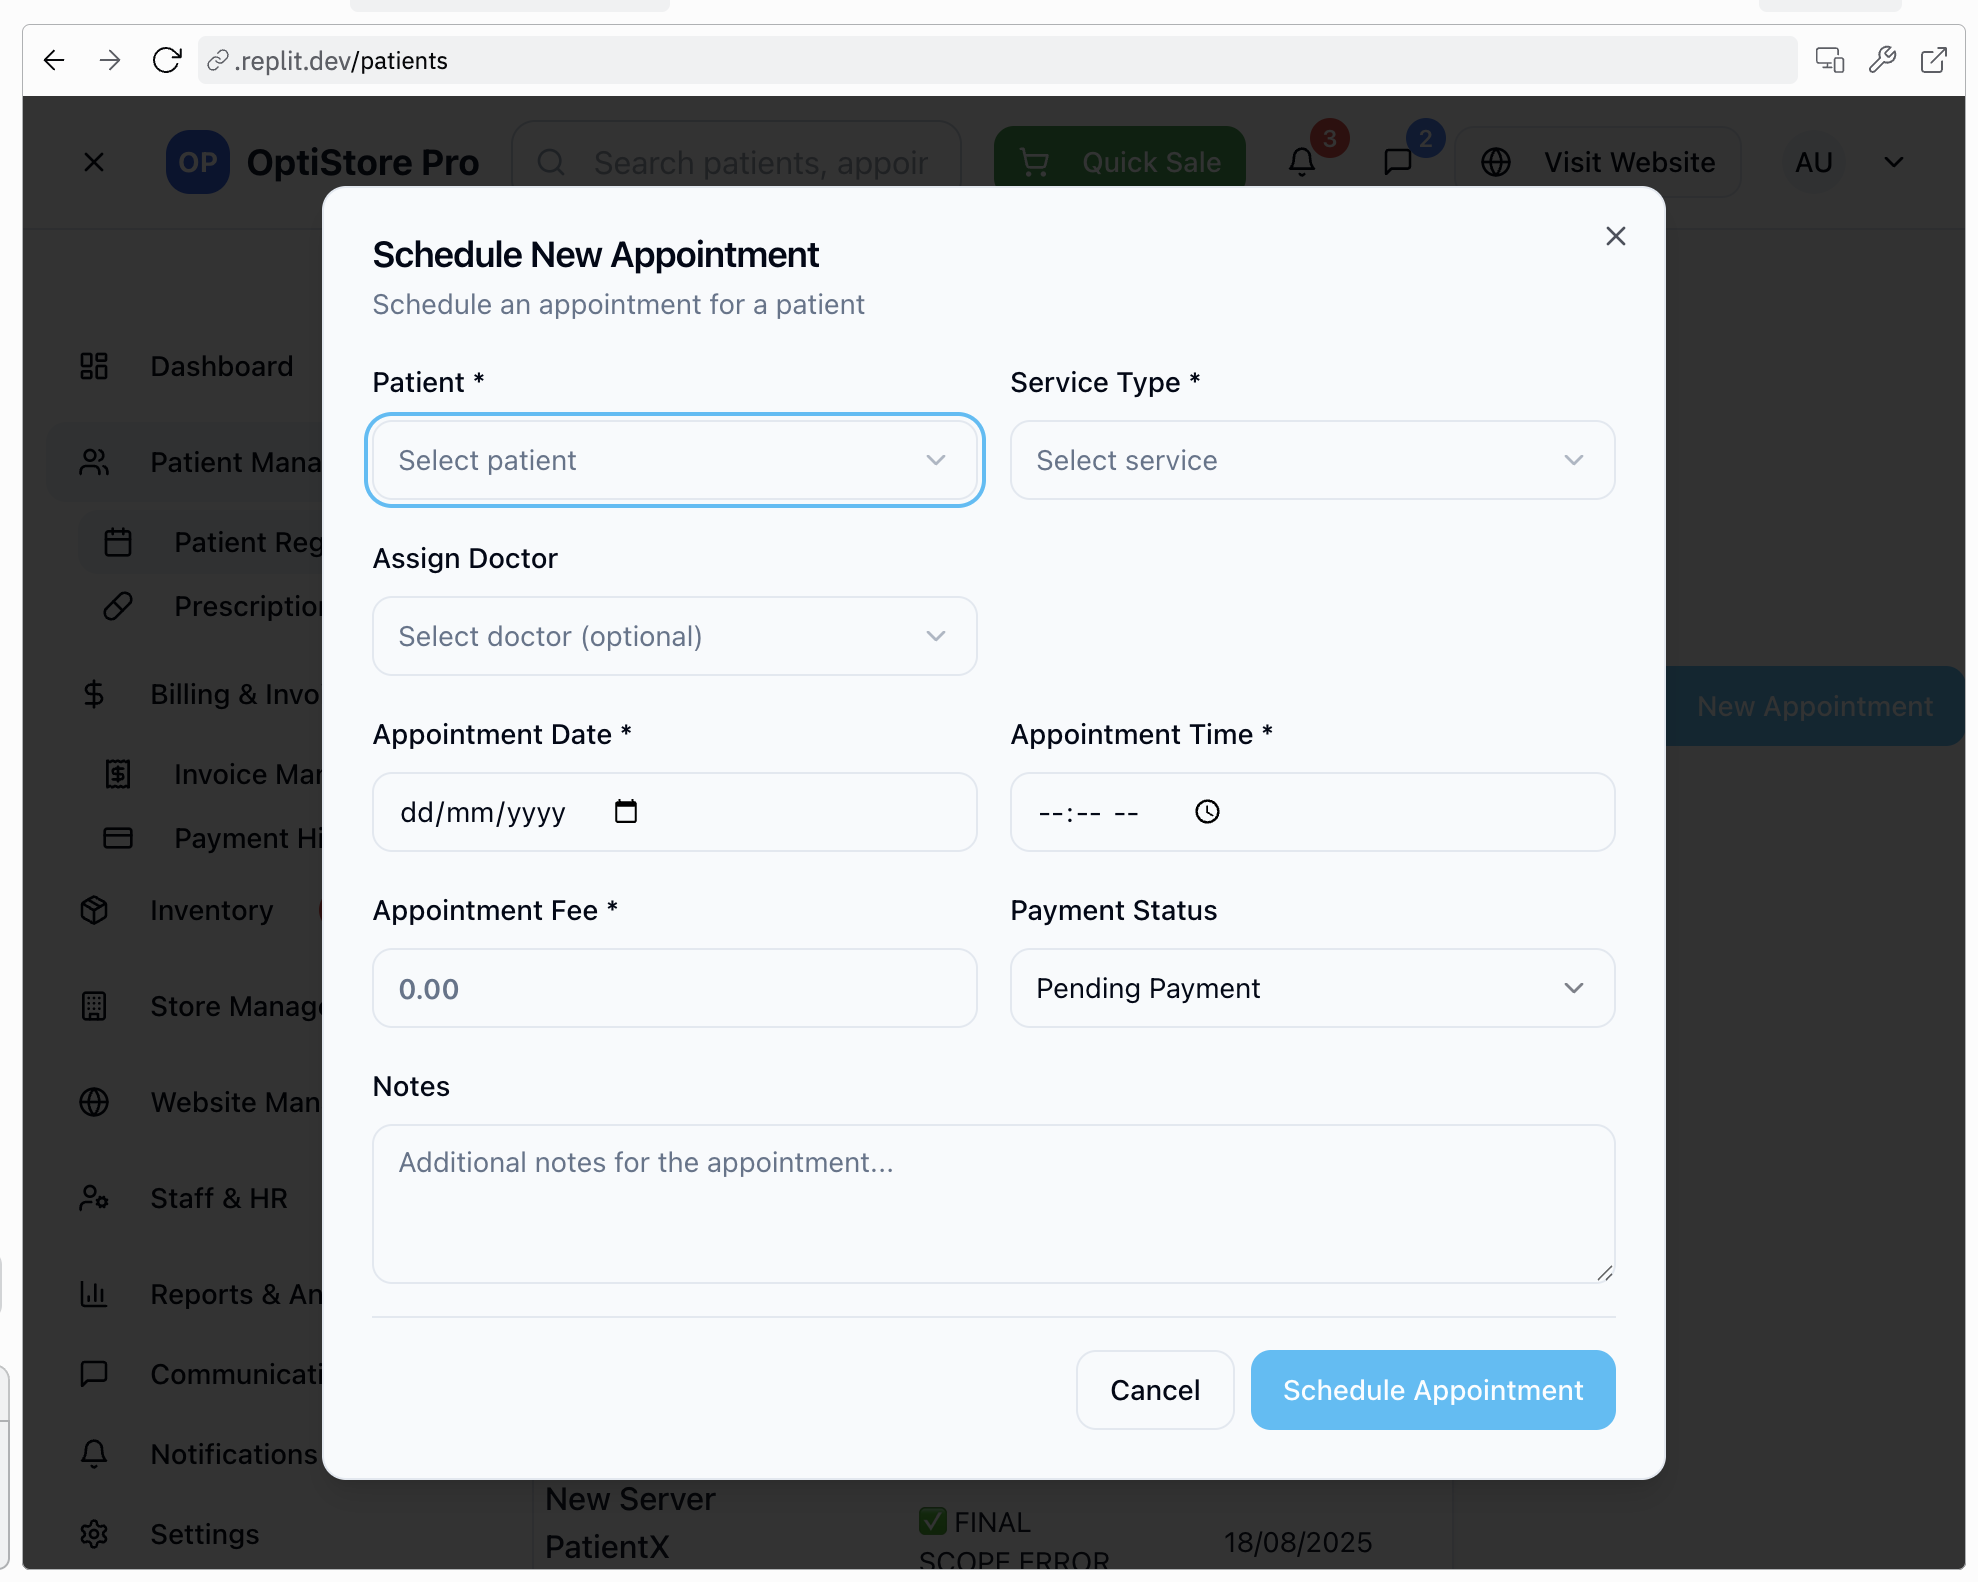 .replit.dev/patients
OP
OptiStore Pro
Search patients, appoir
Quick Sale
3
2
Visit Website
AU
Schedule New Appointment
Schedule an appointment for a patient
Patient *
Service Type *
Select patient
Select service
Assign Doctor
Select doctor (optional)
Appointment Date *
Appointment Time *
dd/mm/yyyy
--:-- --
Appointment Fee *
Payment Status
0.00
Pending Payment
Notes
Additional notes for the appointment...
Cancel
Schedule Appointment
Dashboard
Patient Mana
Patient Reg
Prescription
Billing & Invo
Invoice Mar
Payment Hi
Inventory
Store Manage
Website Man
Staff & HR
Reports & An
Communicati
Notifications
Settings
New Appointment
New Server
PatientX
✅ FINAL
SCOPE ERROR
18/08/2025